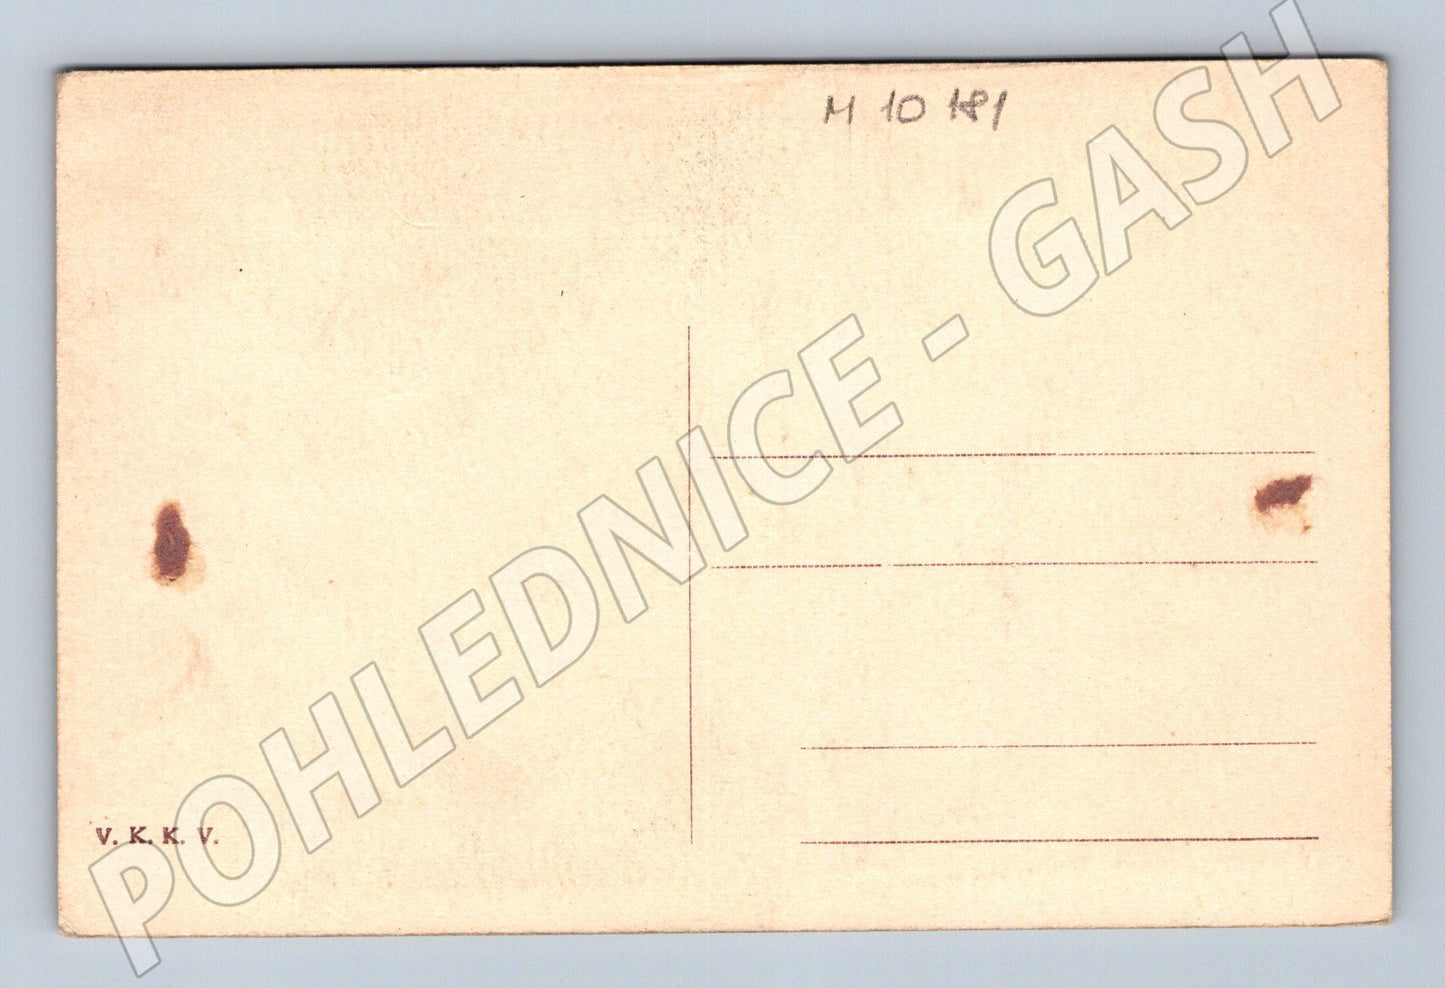 M 10 181
POHLEDNICE - GASH
V. K. K. V.